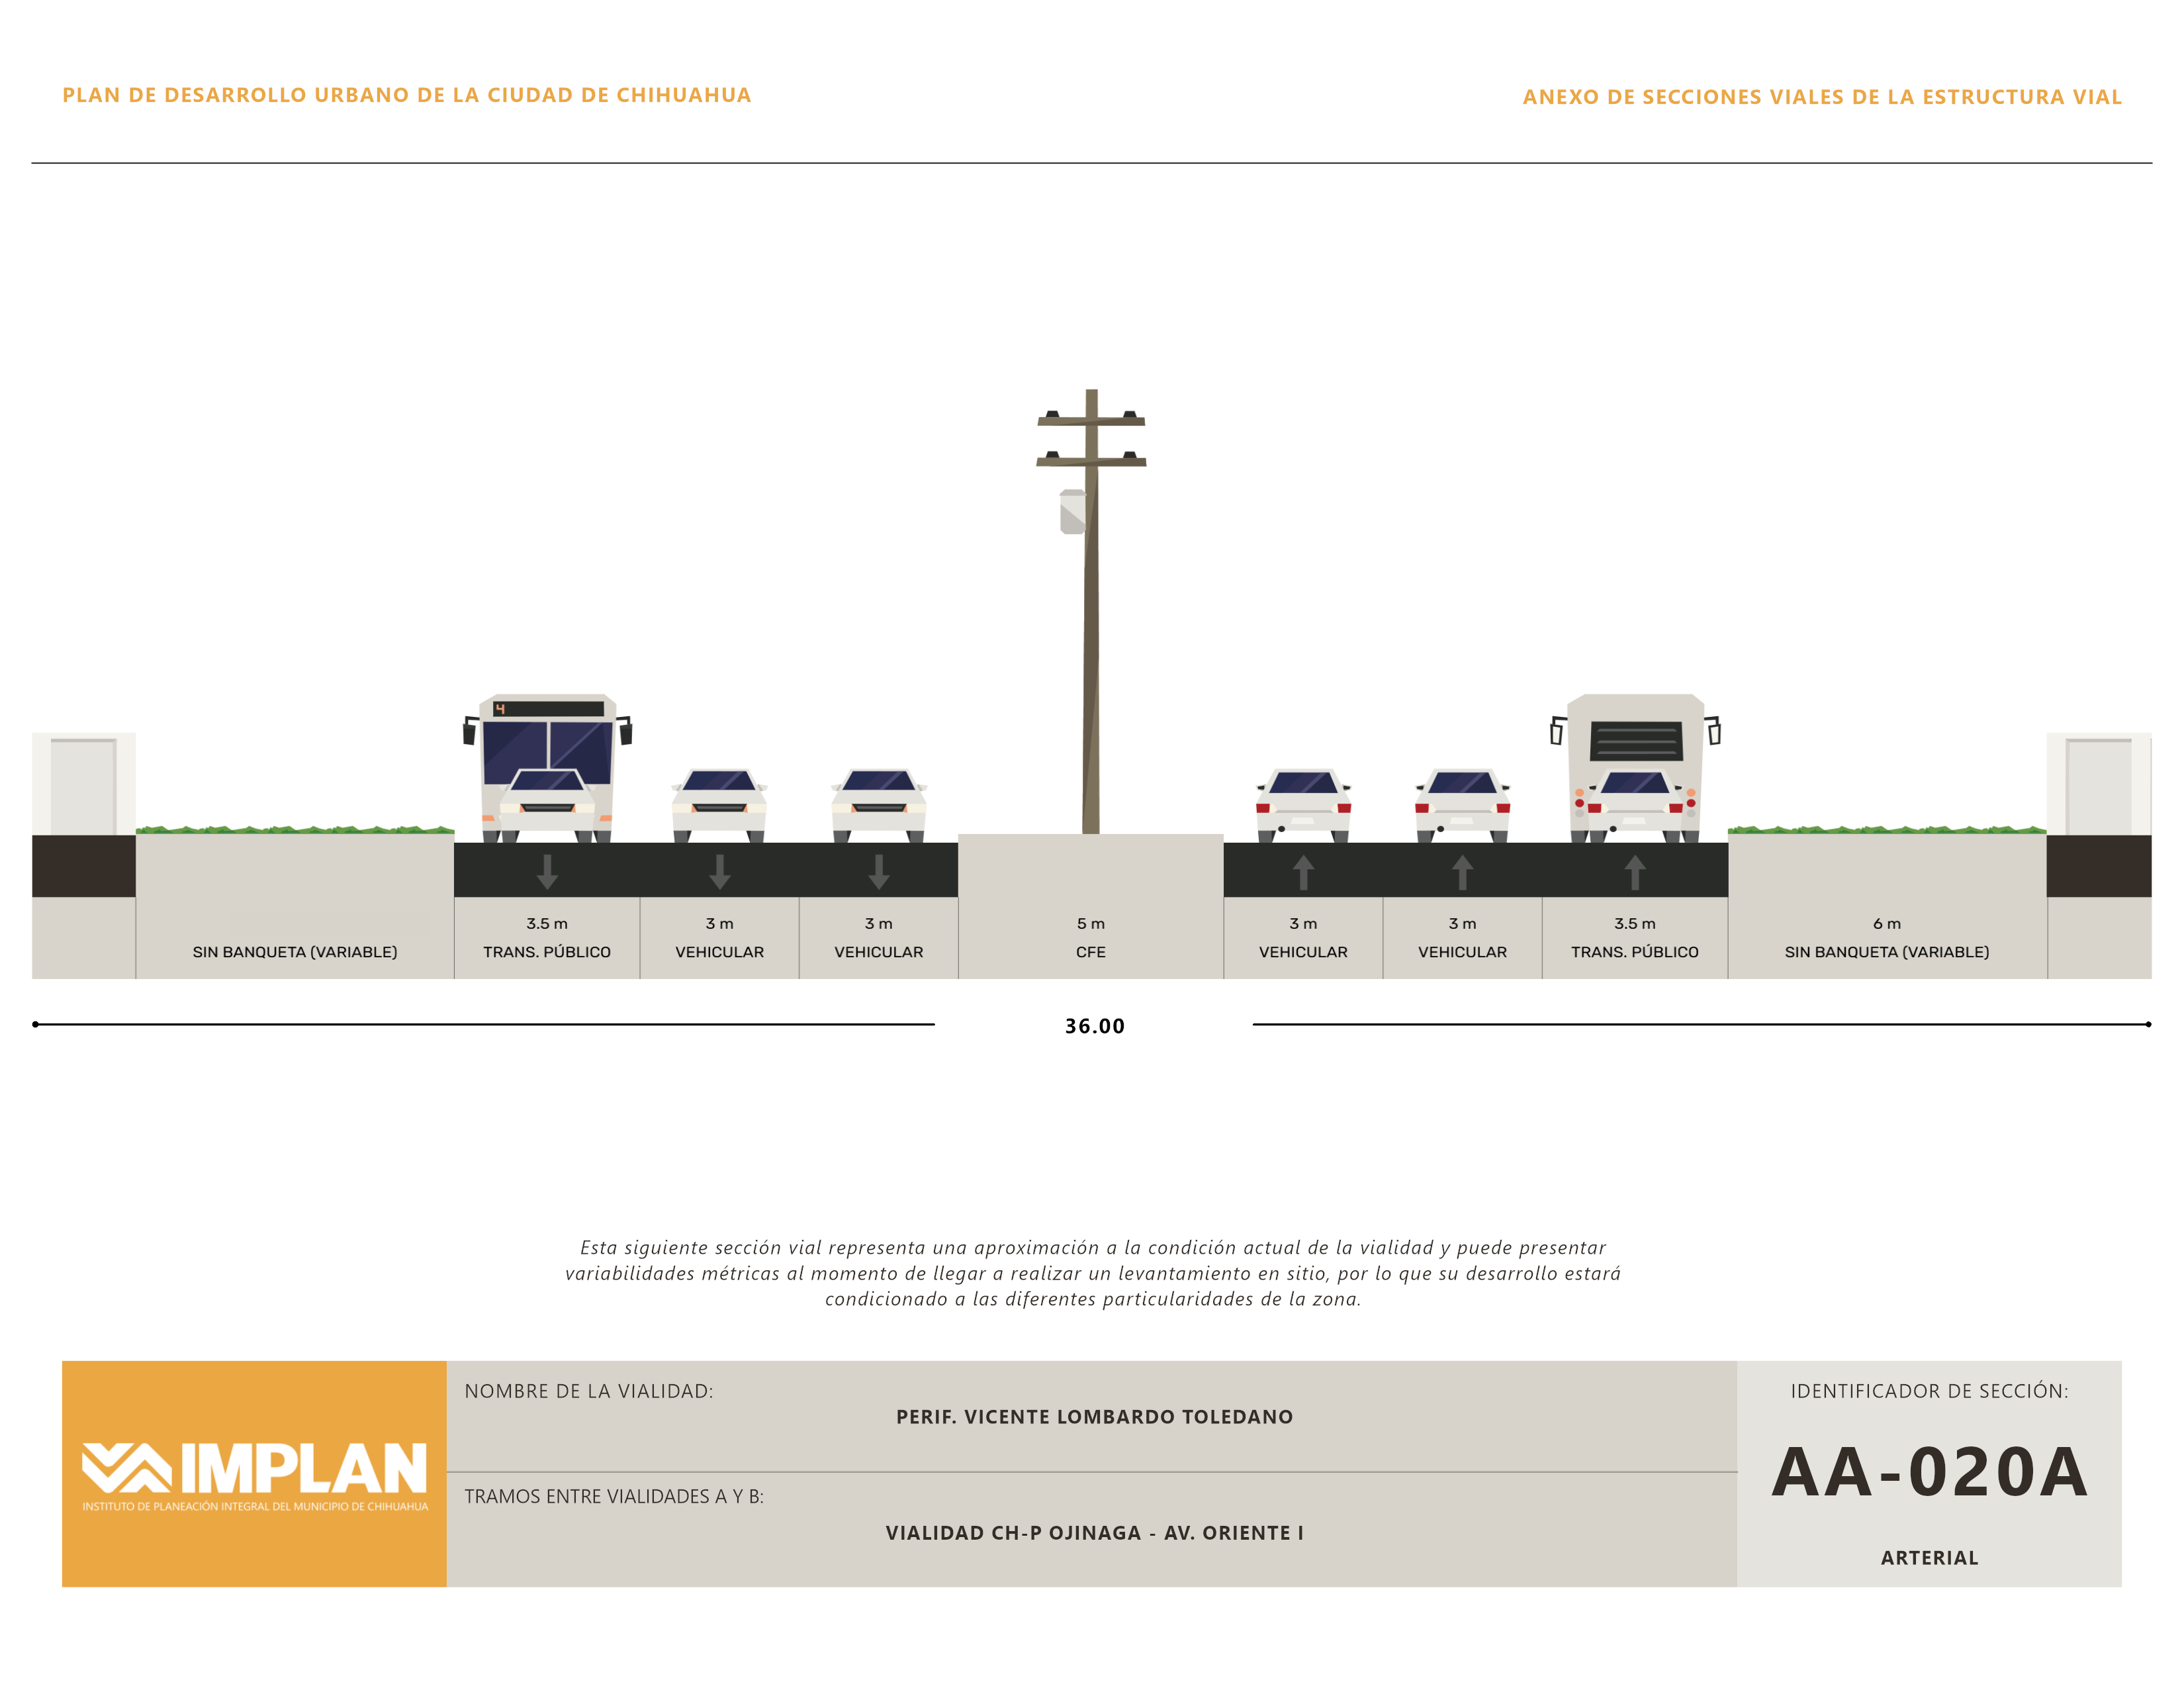 PLAN DE DESARROLLO URBANO DE LA CIUDAD DE CHIHUAHUA
ANEXO DE SECCIONES VIALES DE LA ESTRUCTURA VIAL
4
SIN BANQUETA (VARIABLE)
3.5 m
TRANS. PÚBLICO
3 m
VEHICULAR
3 m
VEHICULAR
5 m
CFE
3 m
VEHICULAR
3 m
VEHICULAR
3.5 m
TRANS. PÚBLICO
6 m
SIN BANQUETA (VARIABLE)
36.00
Esta siguiente sección vial representa una aproximación a la condición actual de la vialidad y puede presentar
variabilidades métricas al momento de llegar a realizar un levantamiento en sitio, por lo que su desarrollo estará
condicionado a las diferentes particularidades de la zona.
IMPLAN
INSTITUTO DE PLANEACIÓN INTEGRAL DEL MUNICIPIO DE CHIHUAHUA
NOMBRE DE LA VIALIDAD:
PERIF. VICENTE LOMBARDO TOLEDANO
TRAMOS ENTRE VIALIDADES A Y B:
VIALIDAD CH-P OJINAGA - AV. ORIENTE I
IDENTIFICADOR DE SECCIÓN:
AA-020A
ARTERIAL